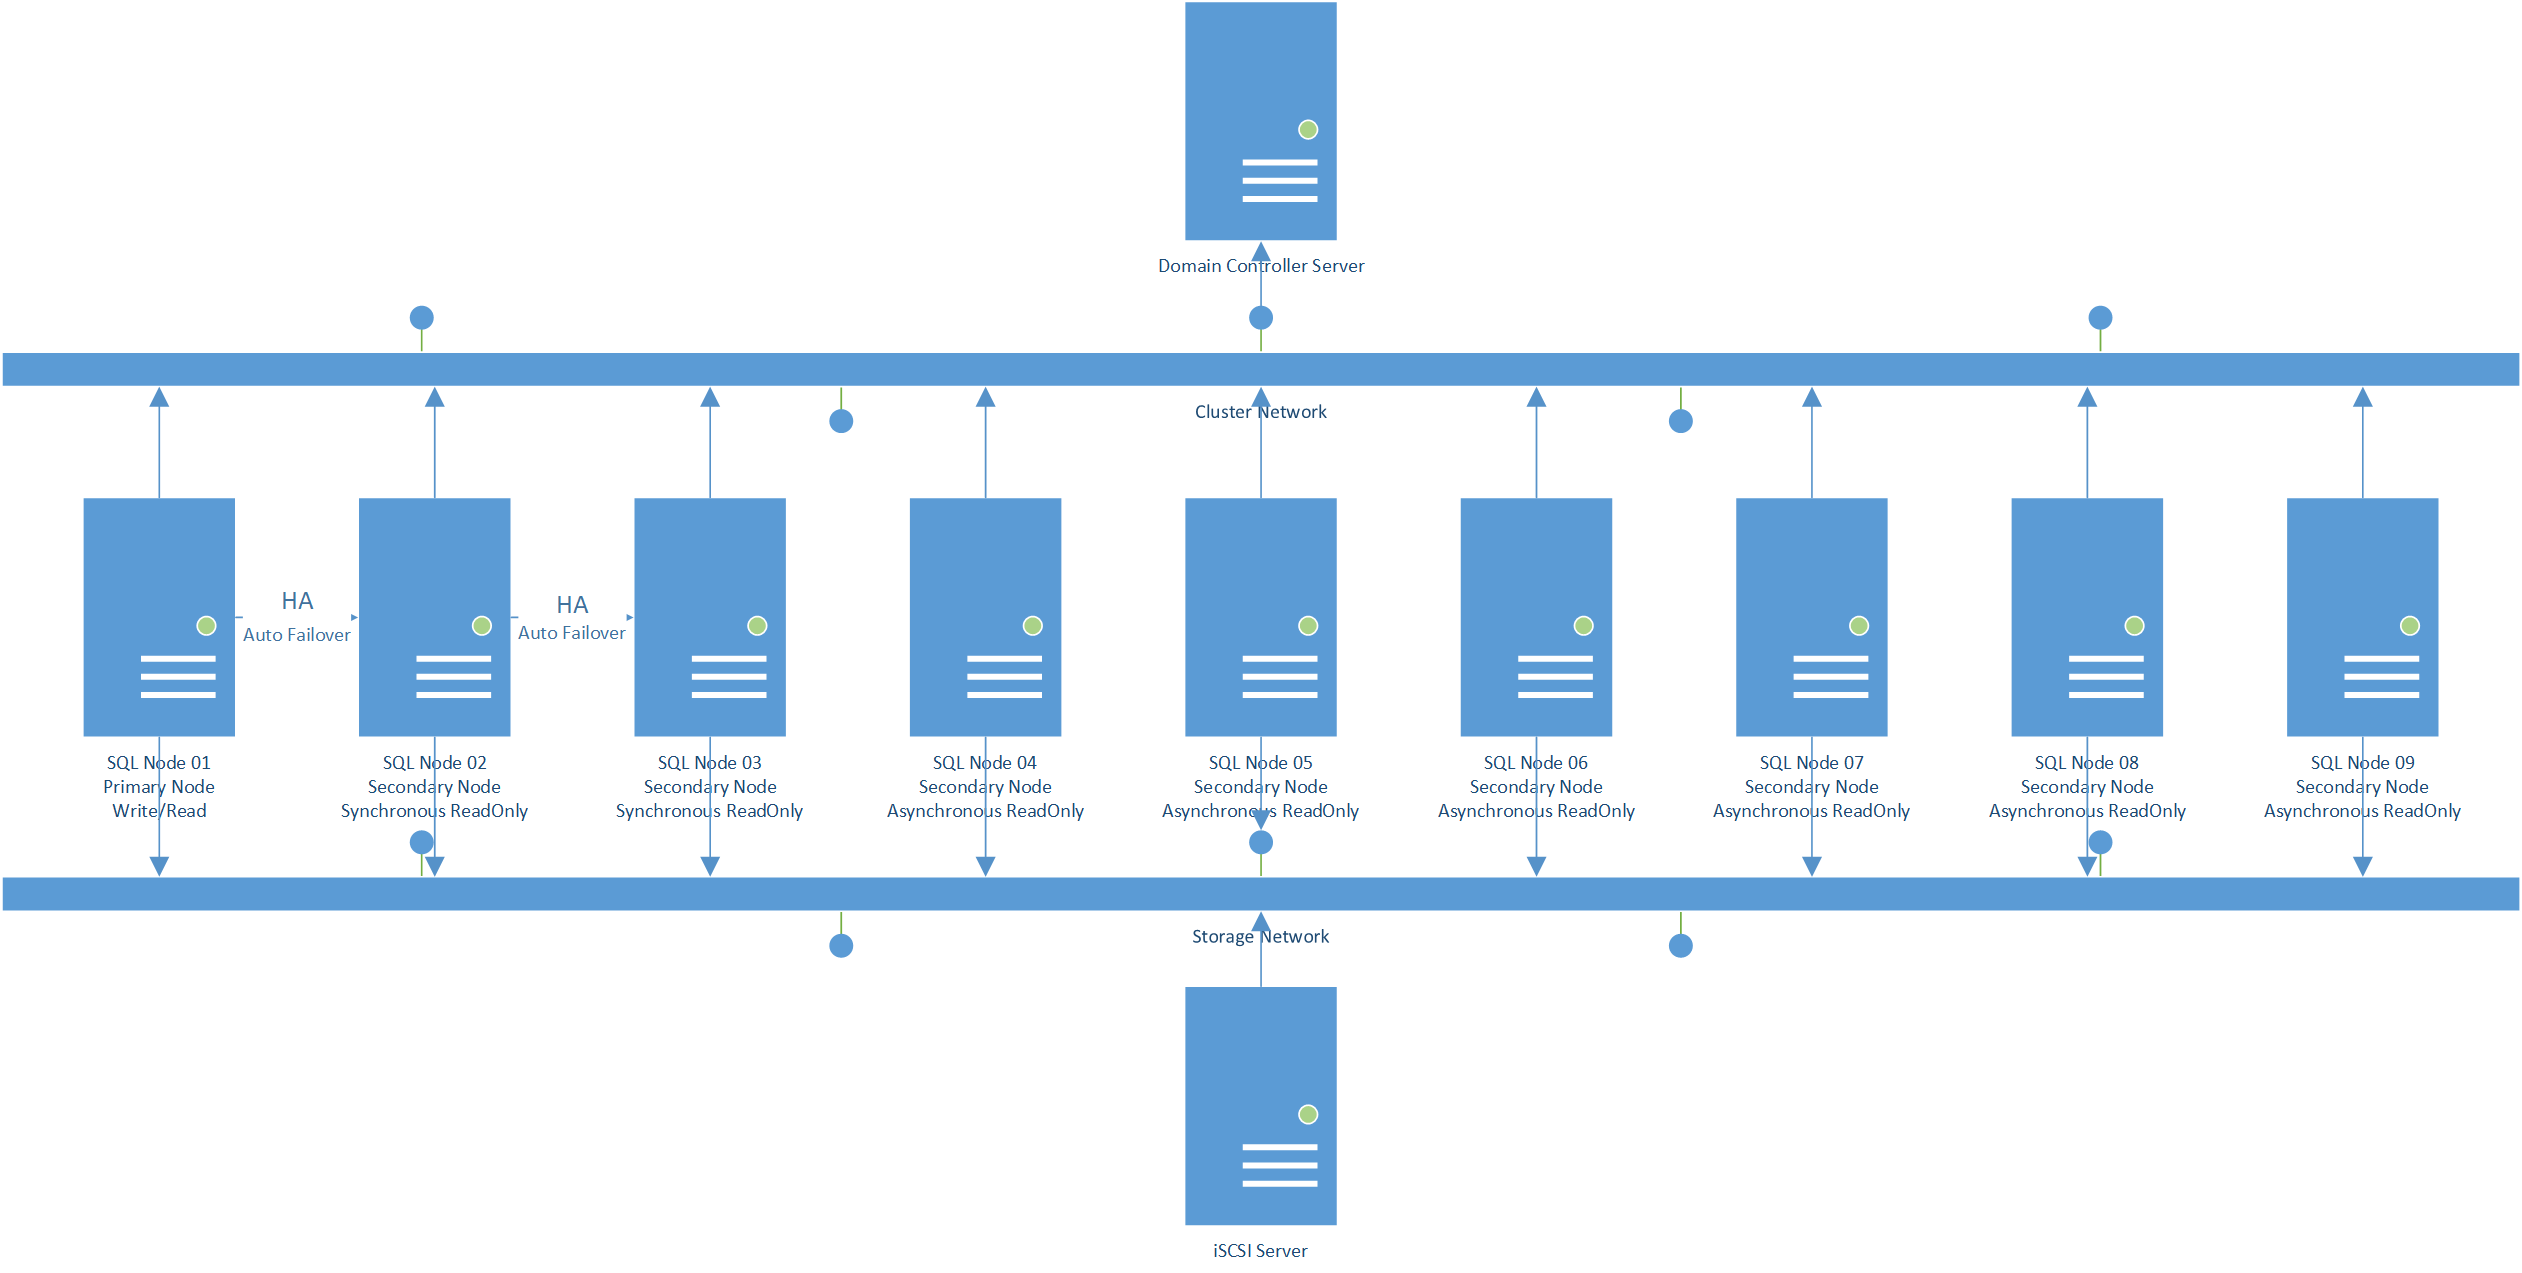 Domain Controller Server
Cluster Network
HA
Auto Failover
HA
Auto Failover
SQL Node 01
Primary Node
Write/Read
SQL Node 02
Secondary Node
Synchronous ReadOnly
SQL Node 03
Secondary Node
Synchronous ReadOnly
SQL Node 04
Secondary Node
Asynchronous ReadOnly
SQL Node 05
Secondary Node
Asynchronous ReadOnly
SQL Node 06
Secondary Node
Asynchronous ReadOnly
SQL Node 07
Secondary Node
Asynchronous ReadOnly
SQL Node 08
Secondary Node
Asynchronous ReadOnly
SQL Node 09
Secondary Node
Asynchronous ReadOnly
Storage Network
iSCSI Server